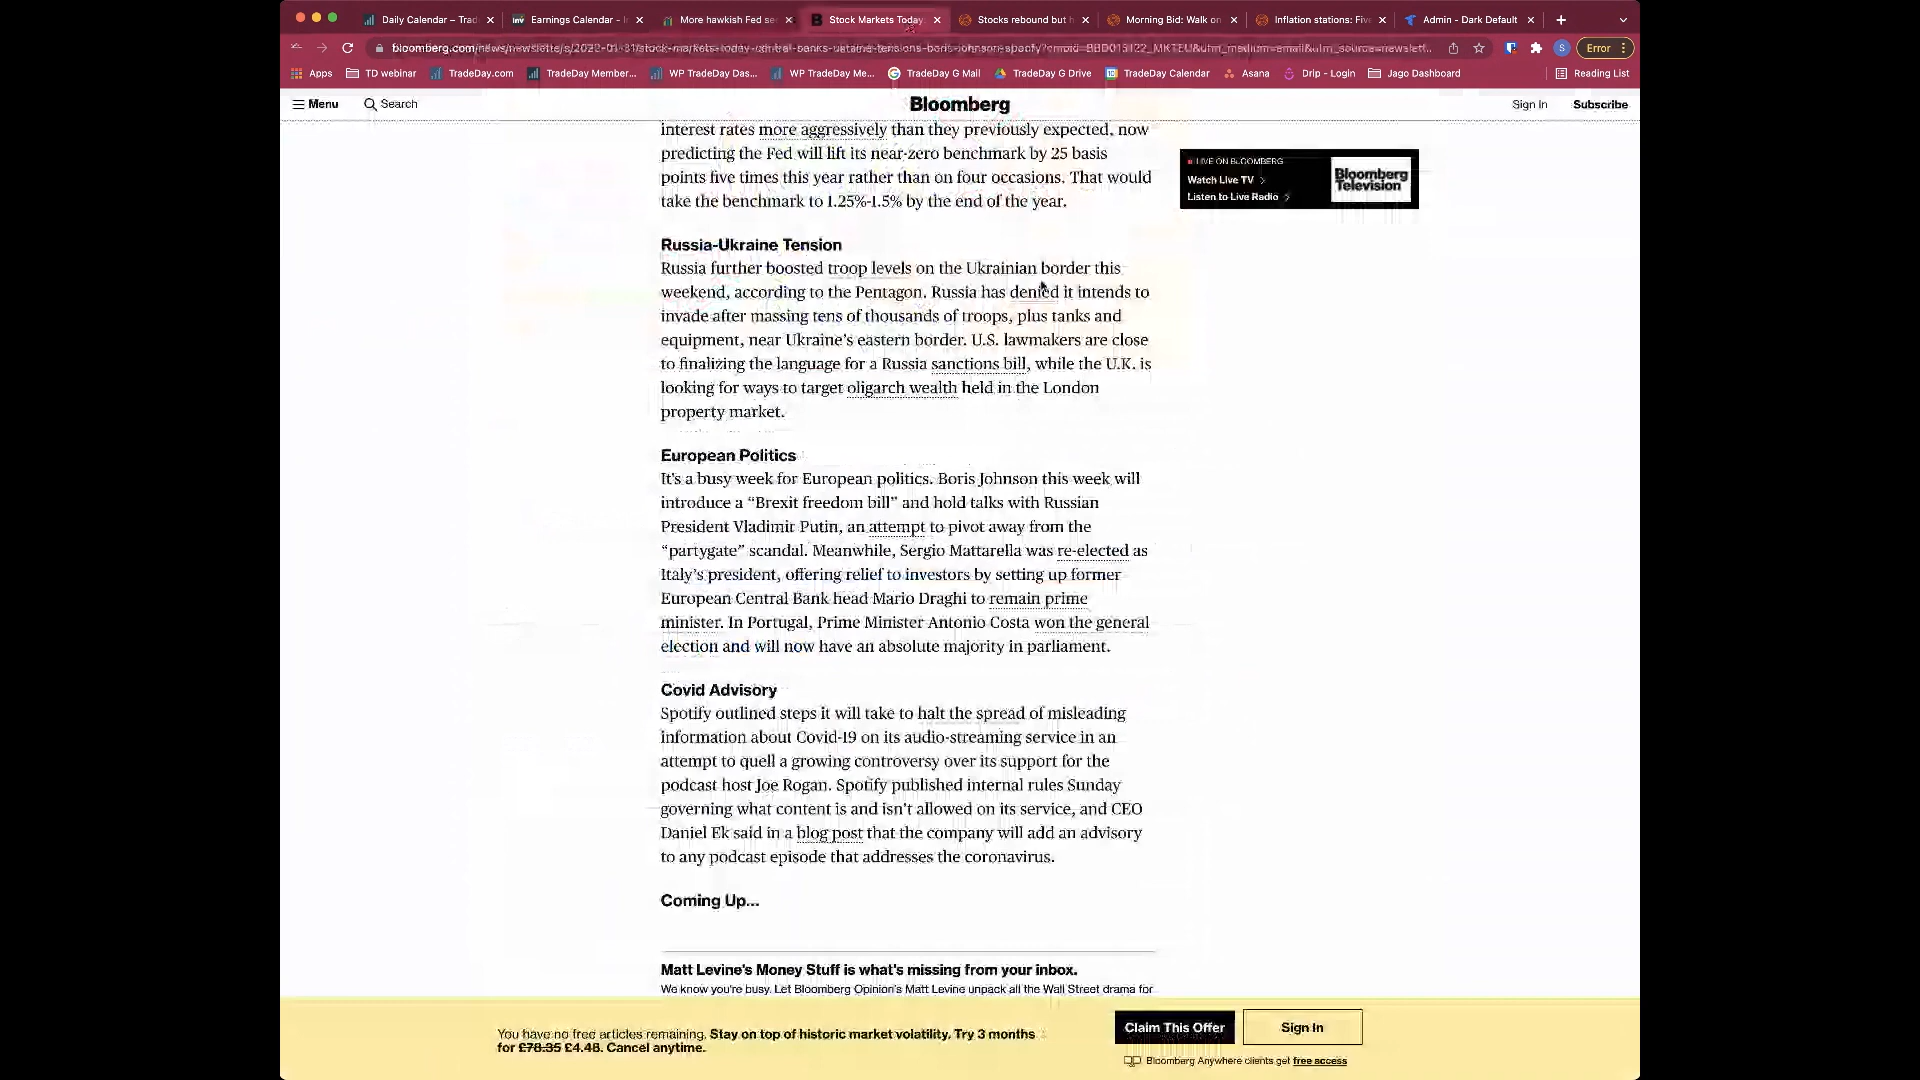 Daily Calendar – Trad
Earnings Calendar - I
More hawkish Fed se
Stock Markets Today
Stocks rebound but h
Morning Bid: Walk on
Inflation stations: Five
Admin - Dark Default
Error
Apps
TD webinar
TradeDay.com
TradeDay Member...
WP TradeDay Das...
WP TradeDay Me...
TradeDay G Mail
TradeDay G Drive
TradeDay Calendar
Asana
Drip - Login
Jago Dashboard
Reading List
Menu
Search
Bloomberg
Sign In
Subscribe
interest rates more aggressively than they previously expected, now
predicting the Fed will lift its near-zero benchmark by 25 basis
points five times this year rather than on four occasions. That would
take the benchmark to 1.25%-1.5% by the end of the year.
LIVE ON BLOOMBERG
Watch Live TV
Listen to Live Radio
Bloomberg
Television
Russia-Ukraine Tension
Russia further boosted troop levels on the Ukrainian border this
weekend, according to the Pentagon. Russia has denied it intends to
invade after massing tens of thousands of troops, plus tanks and
equipment, near Ukraine's eastern border. U.S. lawmakers are close
to finalizing the language for a Russia sanctions bill, while the U.K. is
looking for ways to target oligarch wealth held in the London
property market.
European Politics
It's a busy week for European politics. Boris Johnson this week will
introduce a “Brexit freedom bill” and hold talks with Russian
President Vladimir Putin, an attempt to pivot away from the
“partygate” scandal. Meanwhile, Sergio Mattarella was re-elected as
Italy's president, offering relief to investors by setting up former
European Central Bank head Mario Draghi to remain prime
minister. In Portugal, Prime Minister Antonio Costa won the general
election and will now have an absolute majority in parliament.
Covid Advisory
Spotify outlined steps it will take to halt the spread of misleading
information about Covid-19 on its audio-streaming service in an
attempt to quell a growing controversy over its support for the
podcast host Joe Rogan. Spotify published internal rules Sunday
governing what content is and isn't allowed on its service, and CEO
Daniel Ek said in a blog post that the company will add an advisory
to any podcast episode that addresses the coronavirus.
Coming Up...
Matt Levine's Money Stuff is what's missing from your inbox.
We know you're busy. Let Bloomberg Opinion's Matt Levine unpack all the Wall Street drama for
You have no free articles remaining. Stay on top of historic market volatility. Try 3 months
for £78.35 £4.48. Cancel anytime.
Claim This Offer
Sign In
Bloomberg Anywhere clients get free access